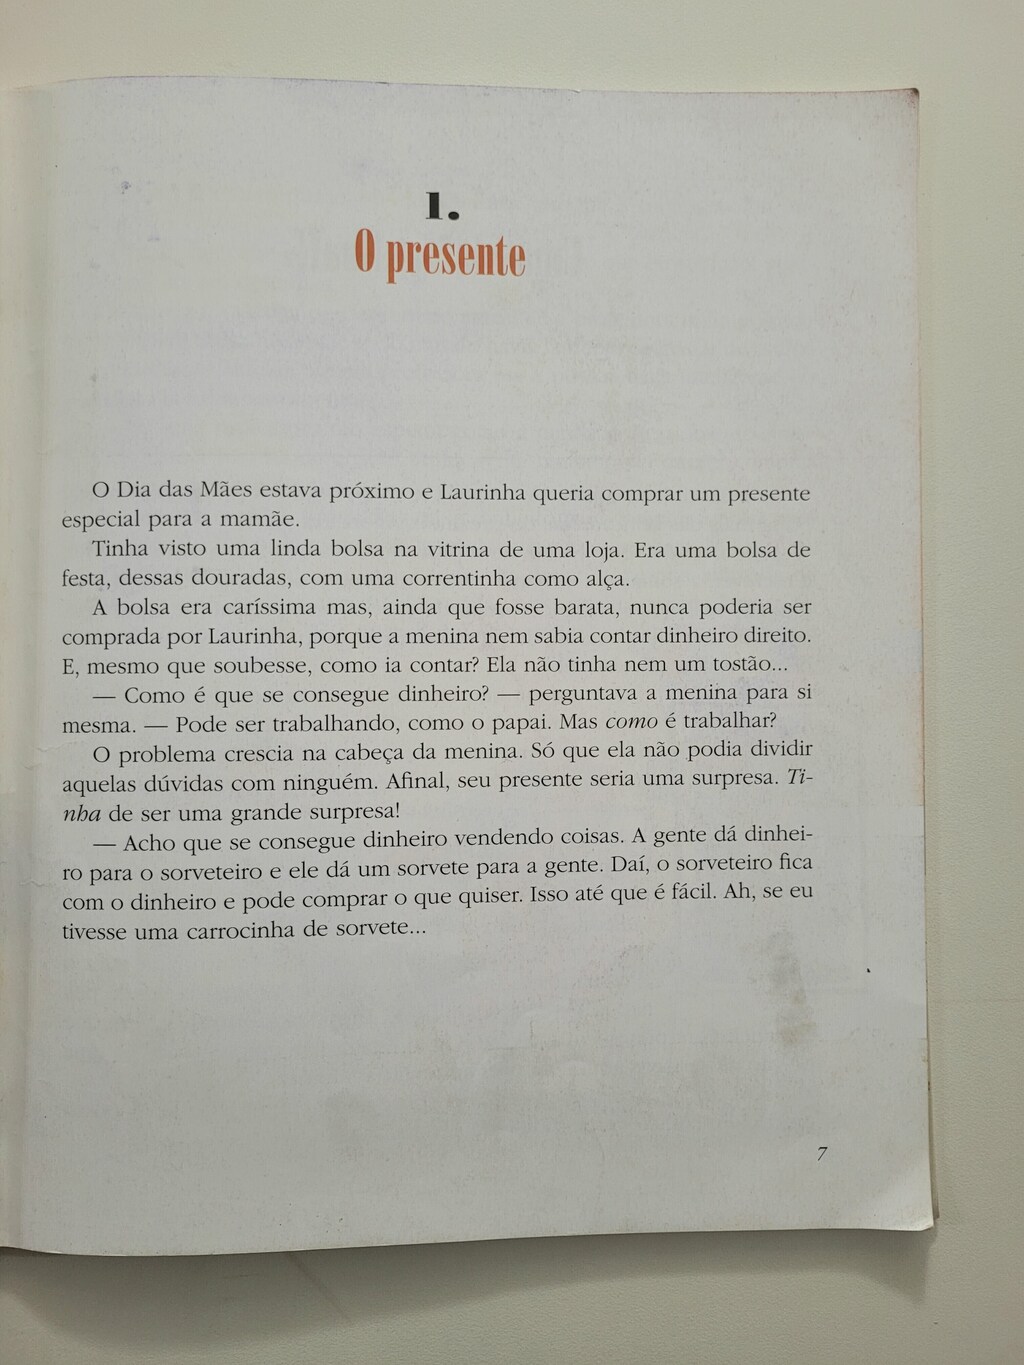 1.
O presente
O Dia das Mães estava próximo e Laurinha queria comprar um presente
especial para a mamãe.
Tinha visto uma linda bolsa na vitrina de uma loja. Era uma bolsa de
festa, dessas douradas, com uma correntinha como alça.
A bolsa era caríssima mas, ainda que fosse barata, nunca poderia ser
comprada por Laurinha, porque a menina nem sabia contar dinheiro direito.
E, mesmo que soubesse, como ia contar? Ela não tinha nem um tostão...
— Como é que se consegue dinheiro? — perguntava a menina para si
mesma. — Pode ser trabalhando, como o papai. Mas como é trabalhar?
O problema crescia na cabeça da menina. Só que ela não podia dividir
aquelas dúvidas com ninguém. Afinal, seu presente seria uma surpresa. Ti-
nha de ser uma grande surpresa!
— Acho que se consegue dinheiro vendendo coisas. A gente dá dinhei-
ro para o sorveteiro e ele dá um sorvete para a gente. Daí, o sorveteiro fica
com o dinheiro e pode comprar o que quiser. Isso até que é fácil. Ah, se eu
tivesse uma carrocinha de sorvete...
7